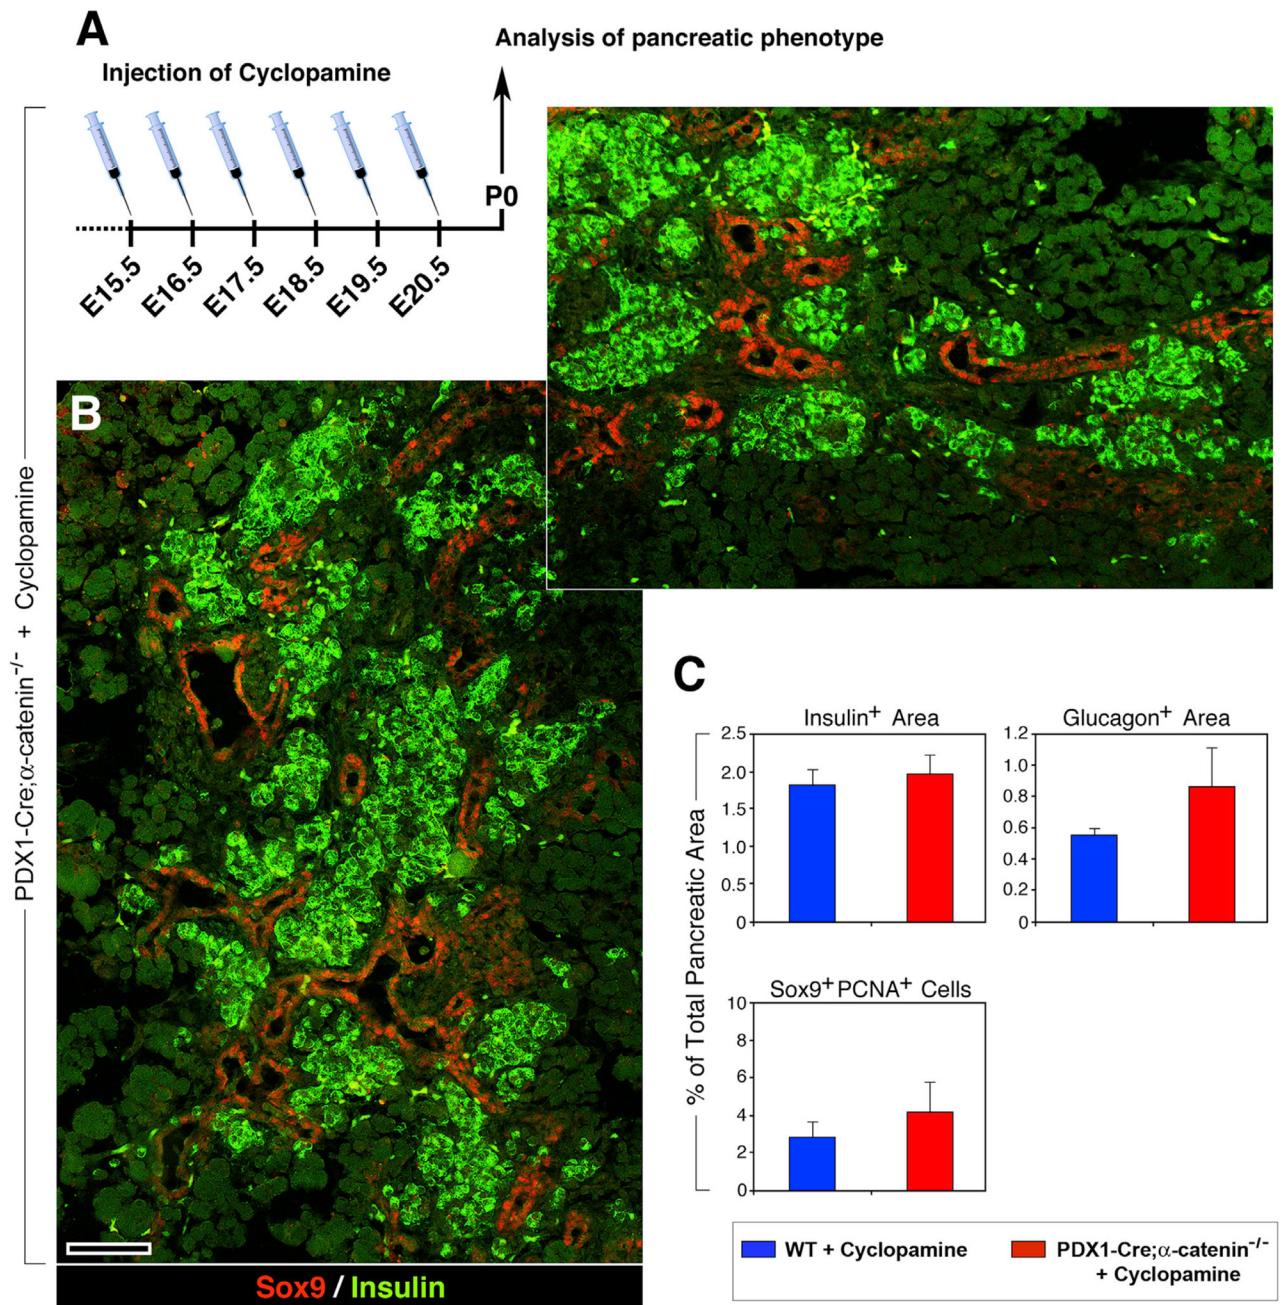 A
Injection of Cyclopamine
Analysis of pancreatic phenotype
P0
E15.5
E16.5
E17.5
E18.5
E19.5
E20.5
PDX1-Cre;α-catenin⁻/⁻ + Cyclopamine
B
Sox9 / Insulin
C
% of Total Pancreatic Area
Insulin⁺ Area
2.5
2.0
1.5
1.0
0.5
0
Glucagon⁺ Area
1.2
1.0
0.8
0.6
0.4
0.2
0
Sox9⁺PCNA⁺ Cells
10
8
6
4
2
0
WT + Cyclopamine
PDX1-Cre;α-catenin⁻/⁻
+ Cyclopamine